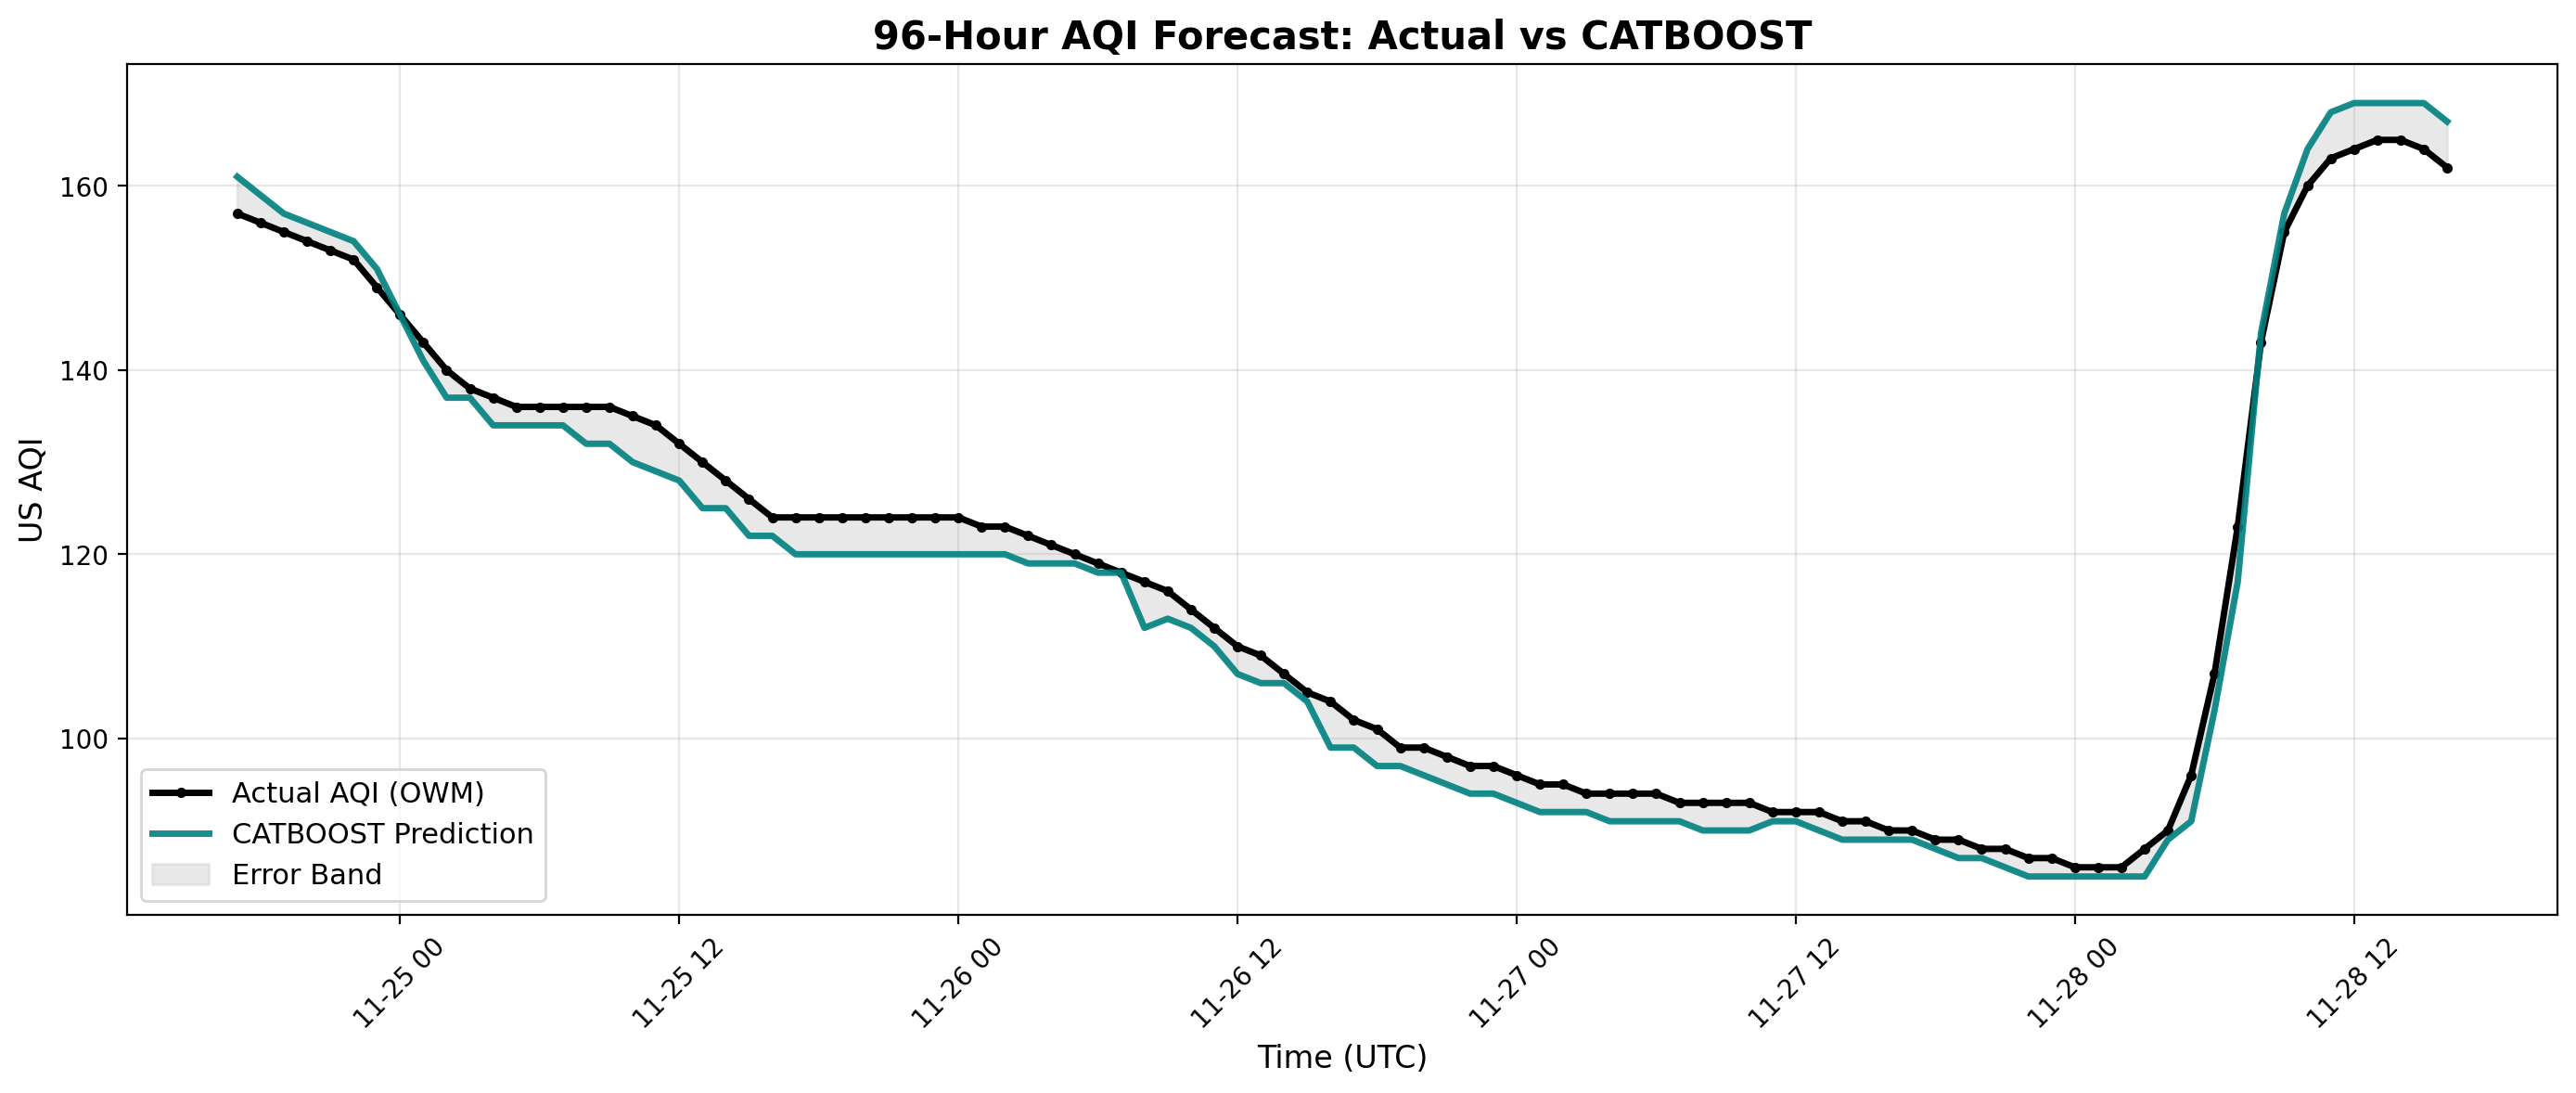 96-Hour AQI Forecast: Actual vs CATBOOST
US AQI
160
140
120
100
Actual AQI (OWM)
CATBOOST Prediction
Error Band
11-25 00
11-25 12
11-26 00
11-26 12
11-27 00
11-27 12
11-28 00
11-28 12
Time (UTC)